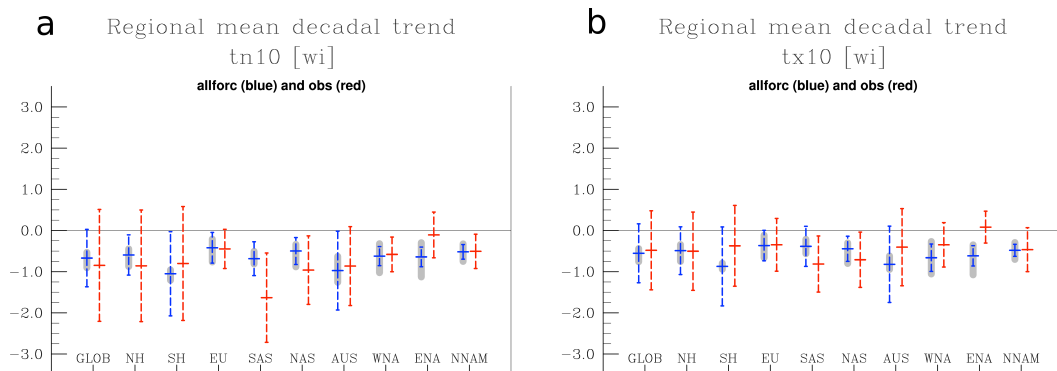 a
Regional mean decadal trend
tn10 [wi]
allforc (blue) and obs (red)
3.0
2.0
1.0
0.0
−1.0
−2.0
−3.0
GLOB NH SH EU SAS NAS AUS WNA ENA NNAM
b
Regional mean decadal trend
tx10 [wi]
allforc (blue) and obs (red)
3.0
2.0
1.0
0.0
−1.0
−2.0
−3.0
GLOB NH SH EU SAS NAS AUS WNA ENA NNAM